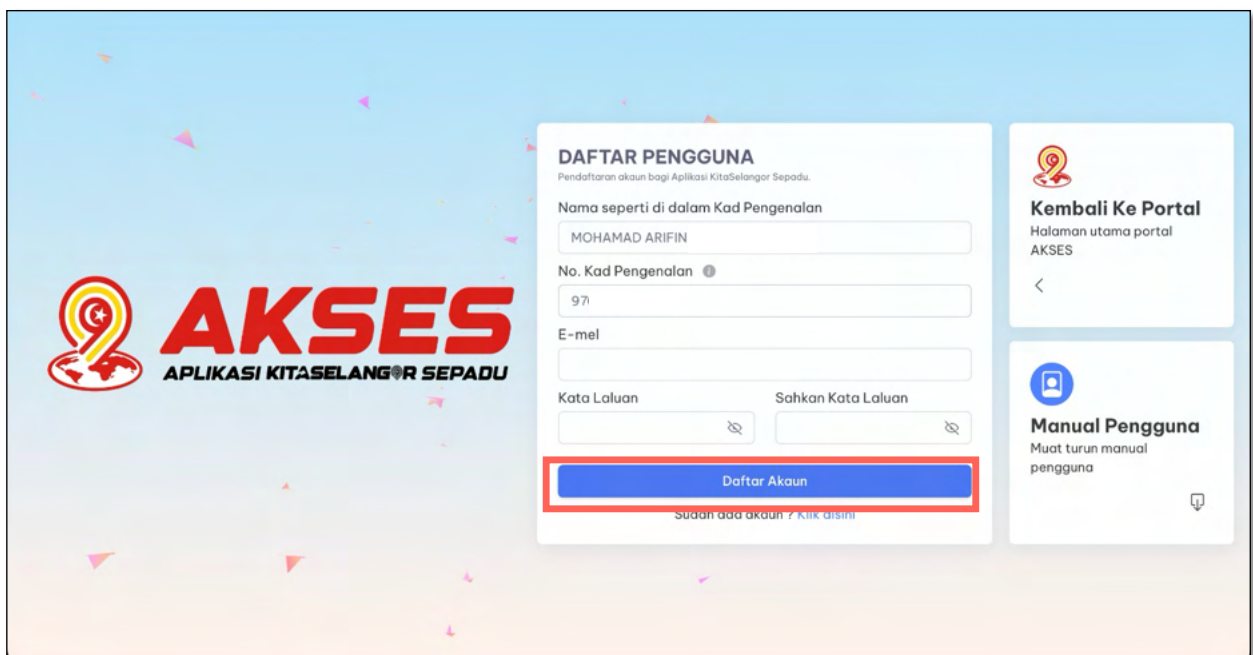 AKSES
APLIKASI KITASELANGOR SEPADU
DAFTAR PENGGUNA
Pendaftaran akaun bagi Aplikasi KitaSelangor Sepadu.
Nama seperti di dalam Kad Pengenalan
MOHAMAD ARIFIN
No. Kad Pengenalan
97
E-mel
Kata Laluan
Sahkan Kata Laluan
Daftar Akaun
Sudah ada akaun ? Klik disini
Kembali Ke Portal
Halaman utama portal
AKSES
Manual Pengguna
Muat turun manual
pengguna